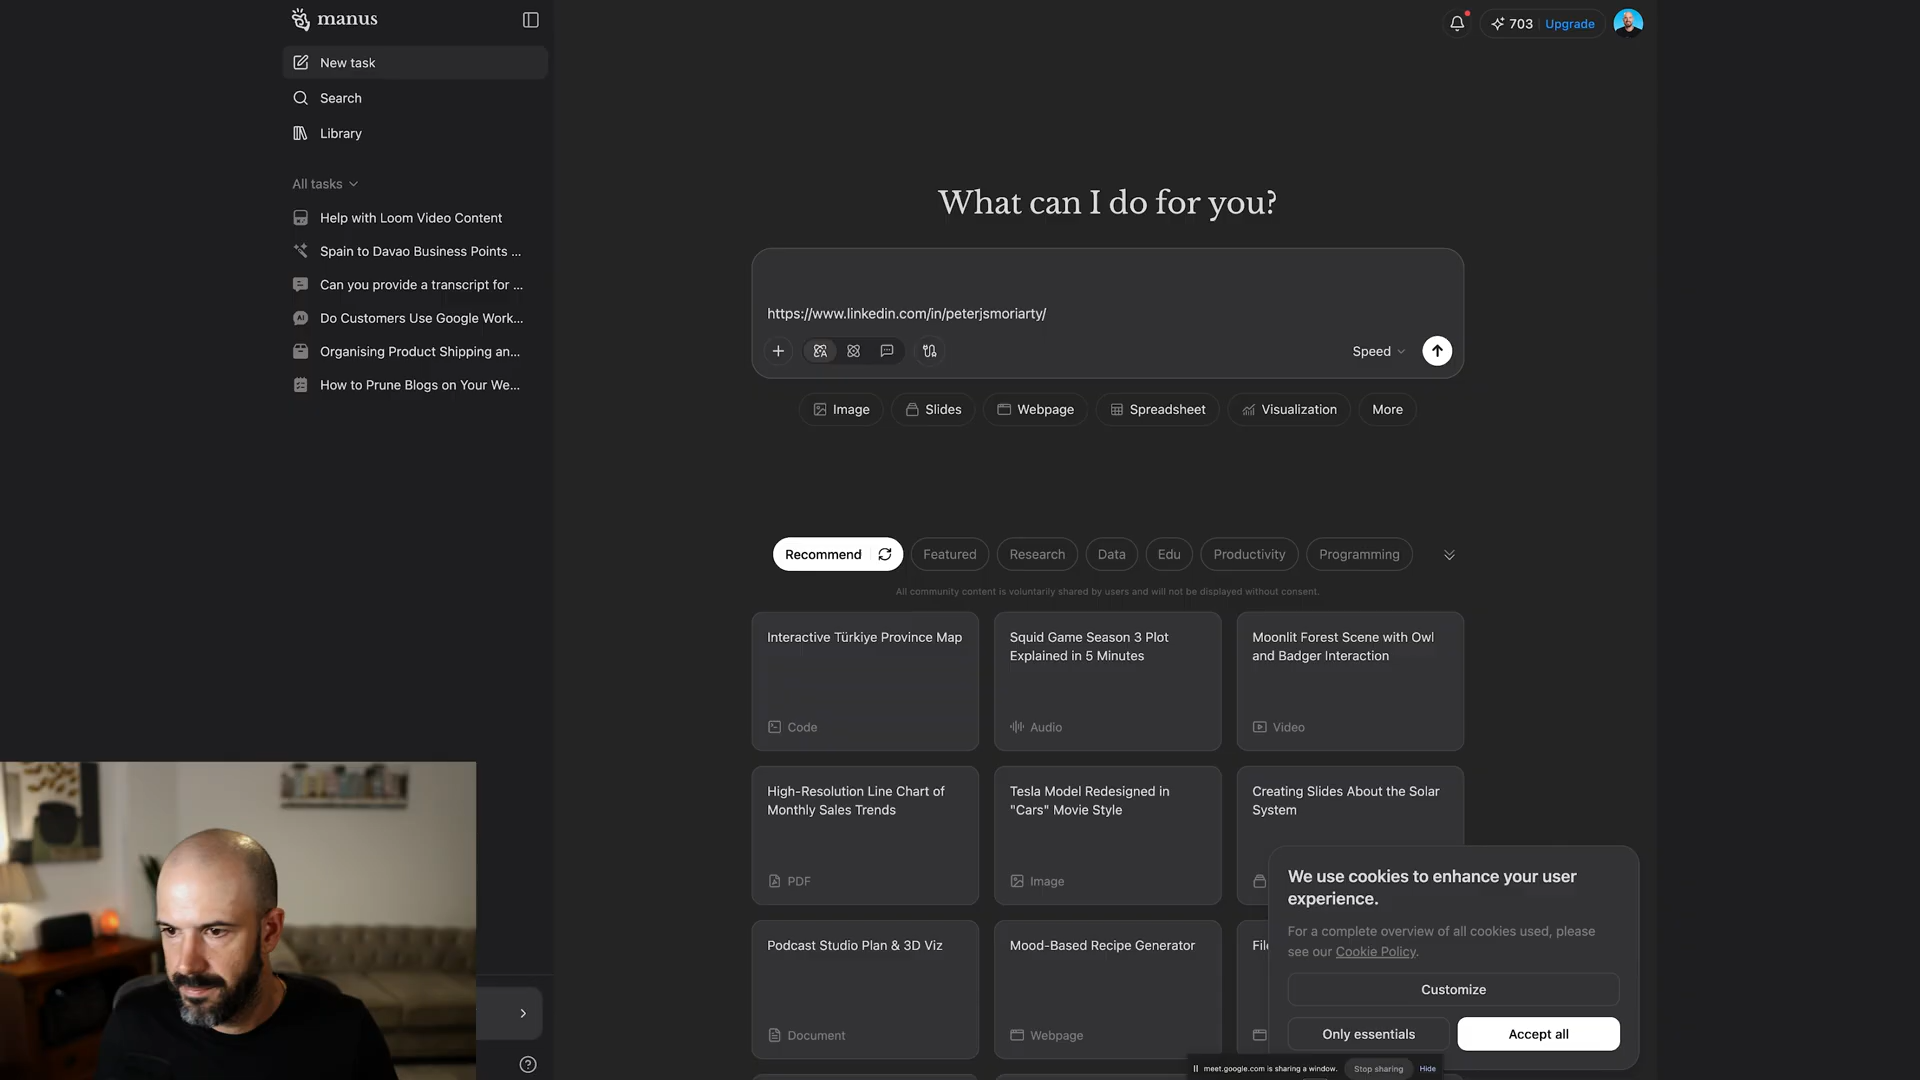 manus
New task
Search
Library
All tasks
Help with Loom Video Content
Spain to Davao Business Points ...
Can you provide a transcript for ...
Do Customers Use Google Work...
Organising Product Shipping an...
How to Prune Blogs on Your We...
703 Upgrade
What can I do for you?
https://www.linkedin.com/in/peterjsmoriarty/
Speed
Image
Slides
Webpage
Spreadsheet
Visualization
More
Recommend
Featured
Research
Data
Edu
Productivity
Programming
All community content is voluntarily shared by users and will not be displayed without consent.
Interactive Türkiye Province Map
Code
Squid Game Season 3 Plot
Explained in 5 Minutes
Audio
Moonlit Forest Scene with Owl
and Badger Interaction
Video
High-Resolution Line Chart of
Monthly Sales Trends
PDF
Tesla Model Redesigned in
"Cars" Movie Style
Image
Creating Slides About the Solar
System
Podcast Studio Plan & 3D Viz
Document
Mood-Based Recipe Generator
Webpage
We use cookies to enhance your user
experience.
For a complete overview of all cookies used, please
see our Cookie Policy.
Customize
Only essentials
Accept all
meet.google.com is sharing a window.
Stop sharing
Hide